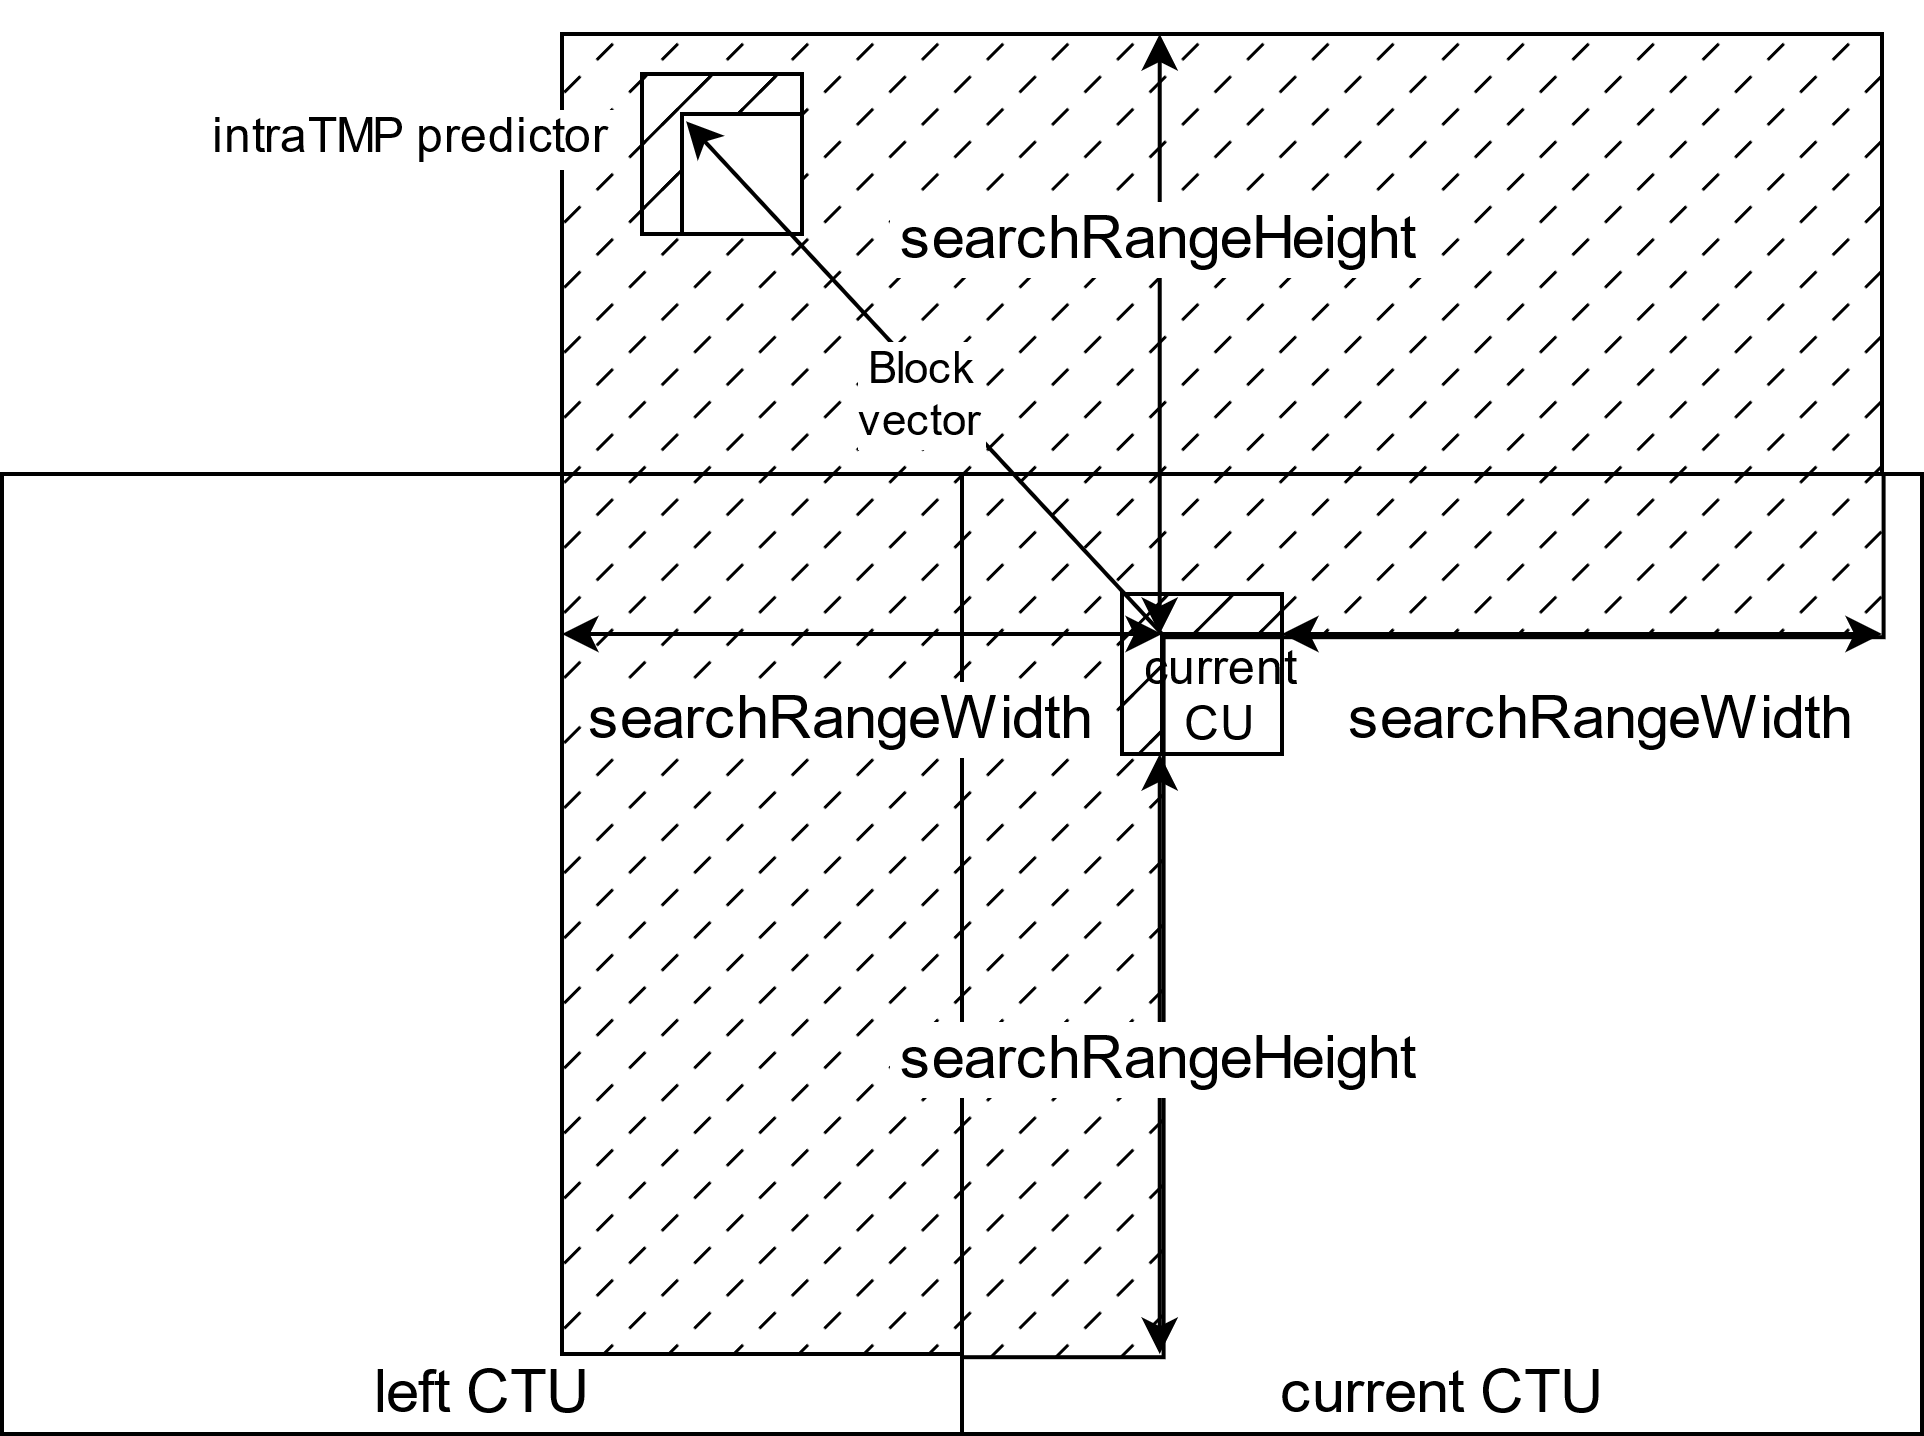 intraTMP predictor
searchRangeHeight
Block
vector
current
CU
searchRangeWidth
searchRangeWidth
searchRangeHeight
left CTU
current CTU